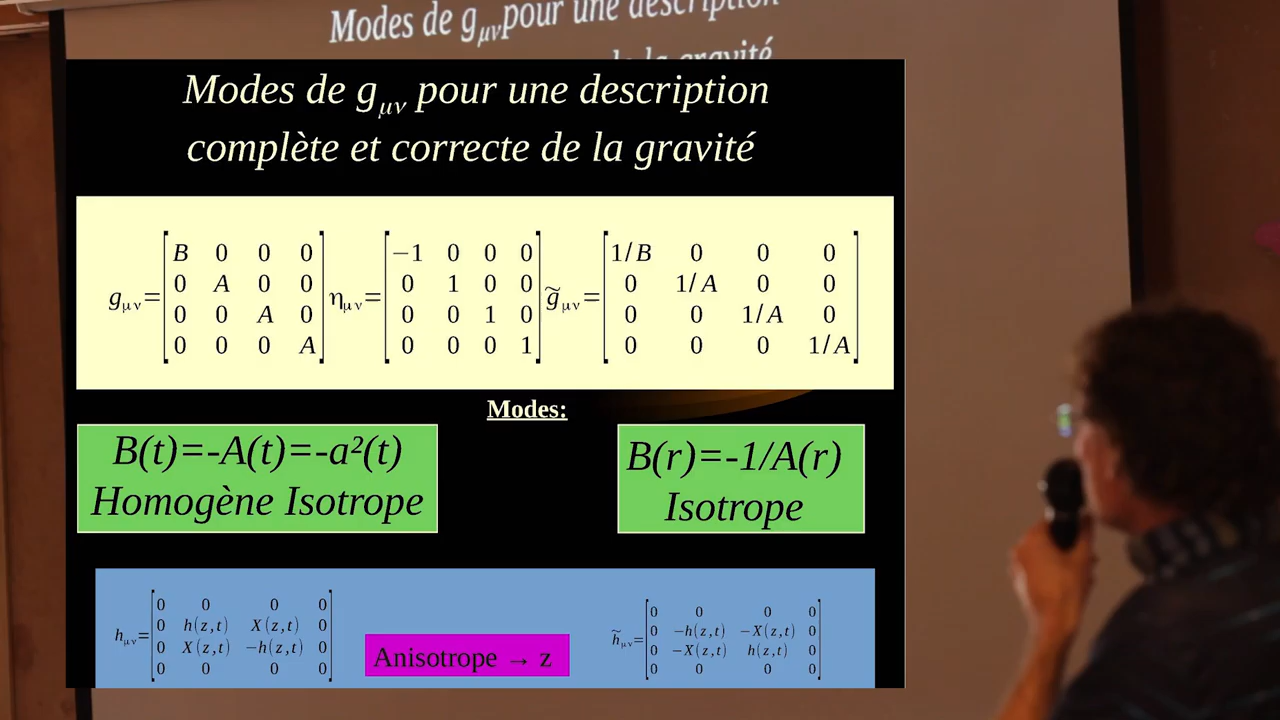 Modes de gμν pour une description
de la gravité
Modes de gμν pour une description
complète et correcte de la gravité
gμν= [B 0 0 0] ημν= [−1 0 0 0] g̃μν= [1/B 0 0 0]
[0 A 0 0] [0 1 0 0] [0 1/A 0 0]
[0 0 A 0] [0 0 1 0] [0 0 1/A 0]
[0 0 0 A] [0 0 0 1] [0 0 0 1/A]
Modes:
B(t)=-A(t)=-a²(t)
Homogène Isotrope
B(r)=-1/A(r)
Isotrope
hμν= [0 0 0 0]
[0 h(z,t) X(z,t) 0]
[0 X(z,t) −h(z,t) 0]
[0 0 0 0]
Anisotrope → z
h̃μν= [0 0 0 0]
[0 −h(z,t) −X(z,t) 0]
[0 −X(z,t) h(z,t) 0]
[0 0 0 0]